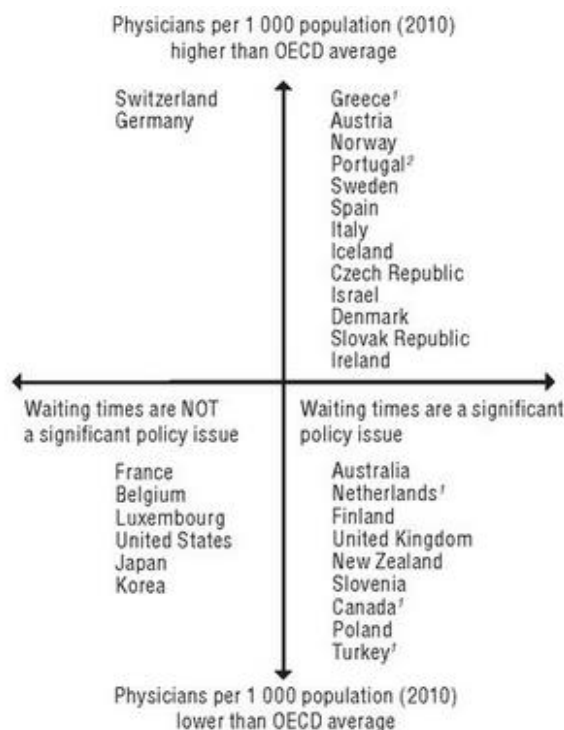 Physicians per 1 000 population (2010)
higher than OECD average
Switzerland
Germany
Greece¹
Austria
Norway
Portugal²
Sweden
Spain
Italy
Iceland
Czech Republic
Israel
Denmark
Slovak Republic
Ireland
Waiting times are NOT
a significant policy issue
Waiting times are a significant
policy issue
France
Belgium
Luxembourg
United States
Japan
Korea
Australia
Netherlands¹
Finland
United Kingdom
New Zealand
Slovenia
Canada¹
Poland
Turkey¹
Physicians per 1 000 population (2010)
lower than OECD average